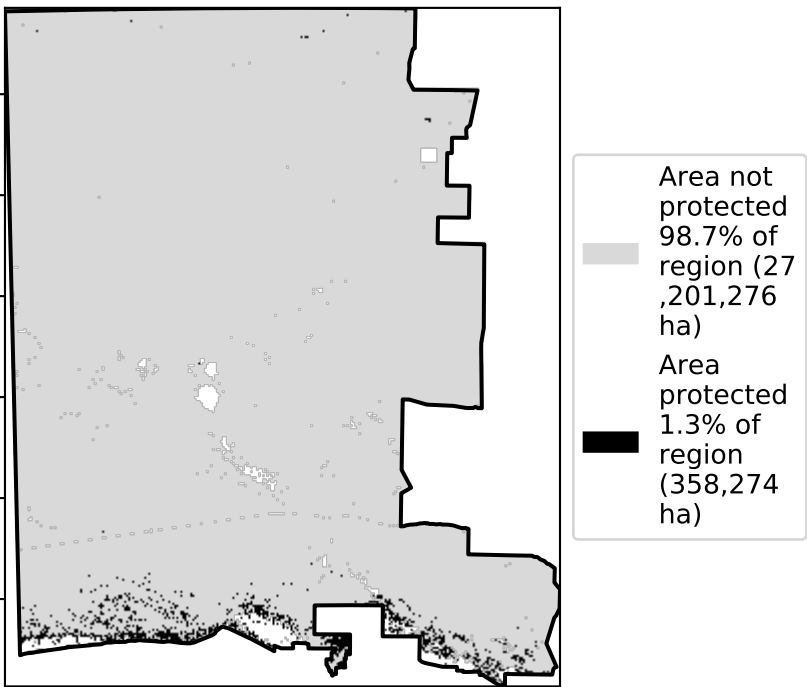 Area not
protected
98.7% of
region (27
,201,276
ha)
Area
protected
1.3% of
region
(358,274
ha)